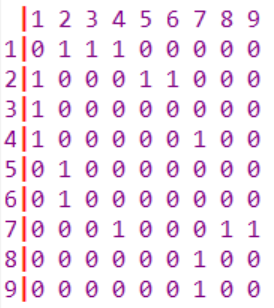 1 2 3 4 5 6 7 8 9
1|0 1 1 1 0 0 0 0 0
2|1 0 0 0 1 1 0 0 0
3|1 0 0 0 0 0 0 0 0
4|1 0 0 0 0 0 1 0 0
5|0 1 0 0 0 0 0 0 0
6|0 1 0 0 0 0 0 0 0
7|0 0 0 1 0 0 0 1 1
8|0 0 0 0 0 0 1 0 0
9|0 0 0 0 0 0 1 0 0